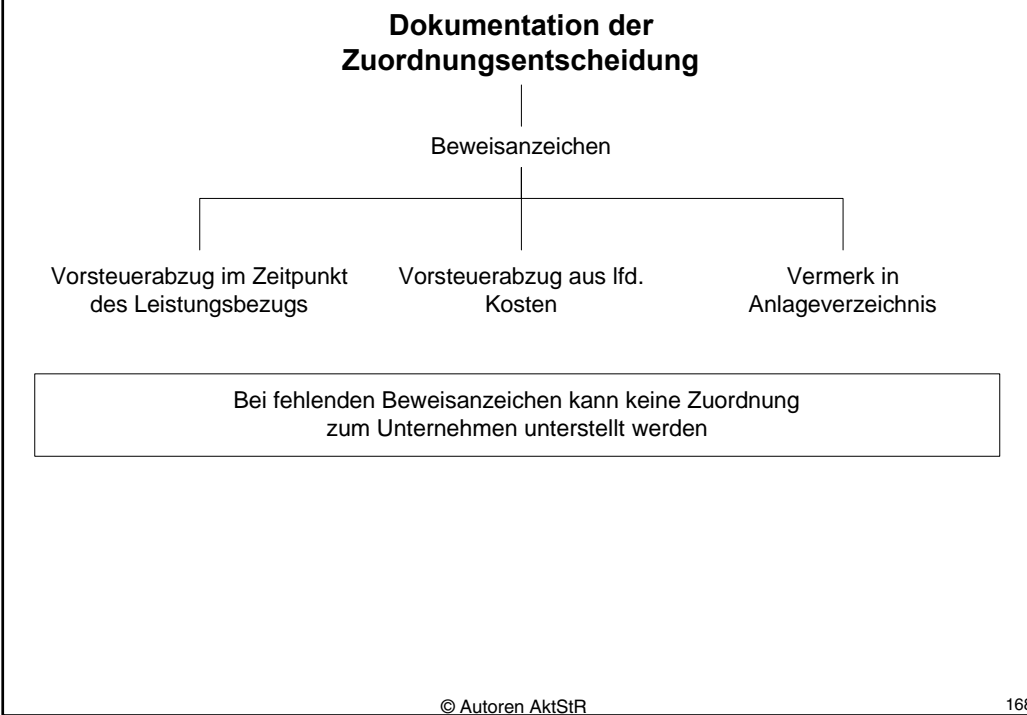 Dokumentation der
Zuordnungsentscheidung
Beweisanzeichen
Vorsteuerabzug im Zeitpunkt
des Leistungsbezugs
Vorsteuerabzug aus lfd.
Kosten
Vermerk in
Anlageverzeichnis
Bei fehlenden Beweisanzeichen kann keine Zuordnung
zum Unternehmen unterstellt werden
© Autoren AktStR
168